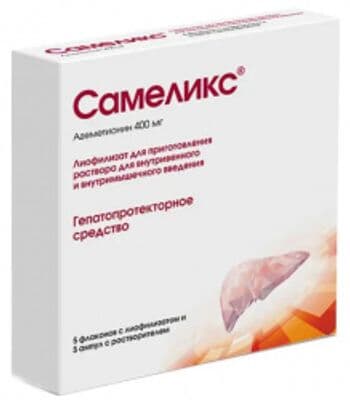 Самеликс®
Адеметионин 400 мг
Лиофилизат для приготовления
раствора для внутривенного
и внутримышечного введения
Гепатопротекторное
средство
5 флаконов с лиофилизатом и
5 ампул с растворителем